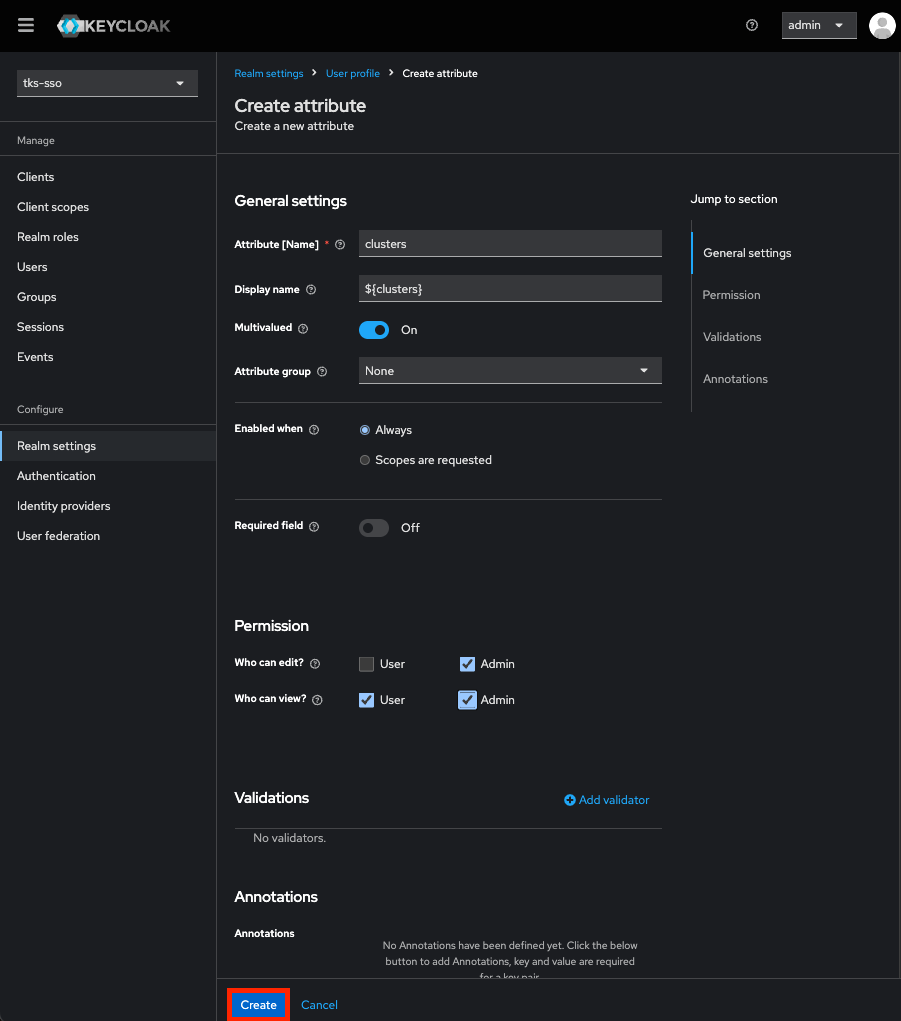 KEYCLOAK
admin
tks-sso
Manage
Clients
Client scopes
Realm roles
Users
Groups
Sessions
Events
Configure
Realm settings
Authentication
Identity providers
User federation
Realm settings > User profile > Create attribute
Create attribute
Create a new attribute
General settings
Attribute [Name] * clusters
Display name ${clusters}
Multivalued On
Attribute group None
Enabled when Always
Scopes are requested
Required field Off
Permission
Who can edit? User Admin
Who can view? User Admin
Validations Add validator
No validators.
Annotations
Annotations
No Annotations have been defined yet. Click the below
button to add Annotations, key and value are required
for a key pair.
Create Cancel
Jump to section
General settings
Permission
Validations
Annotations